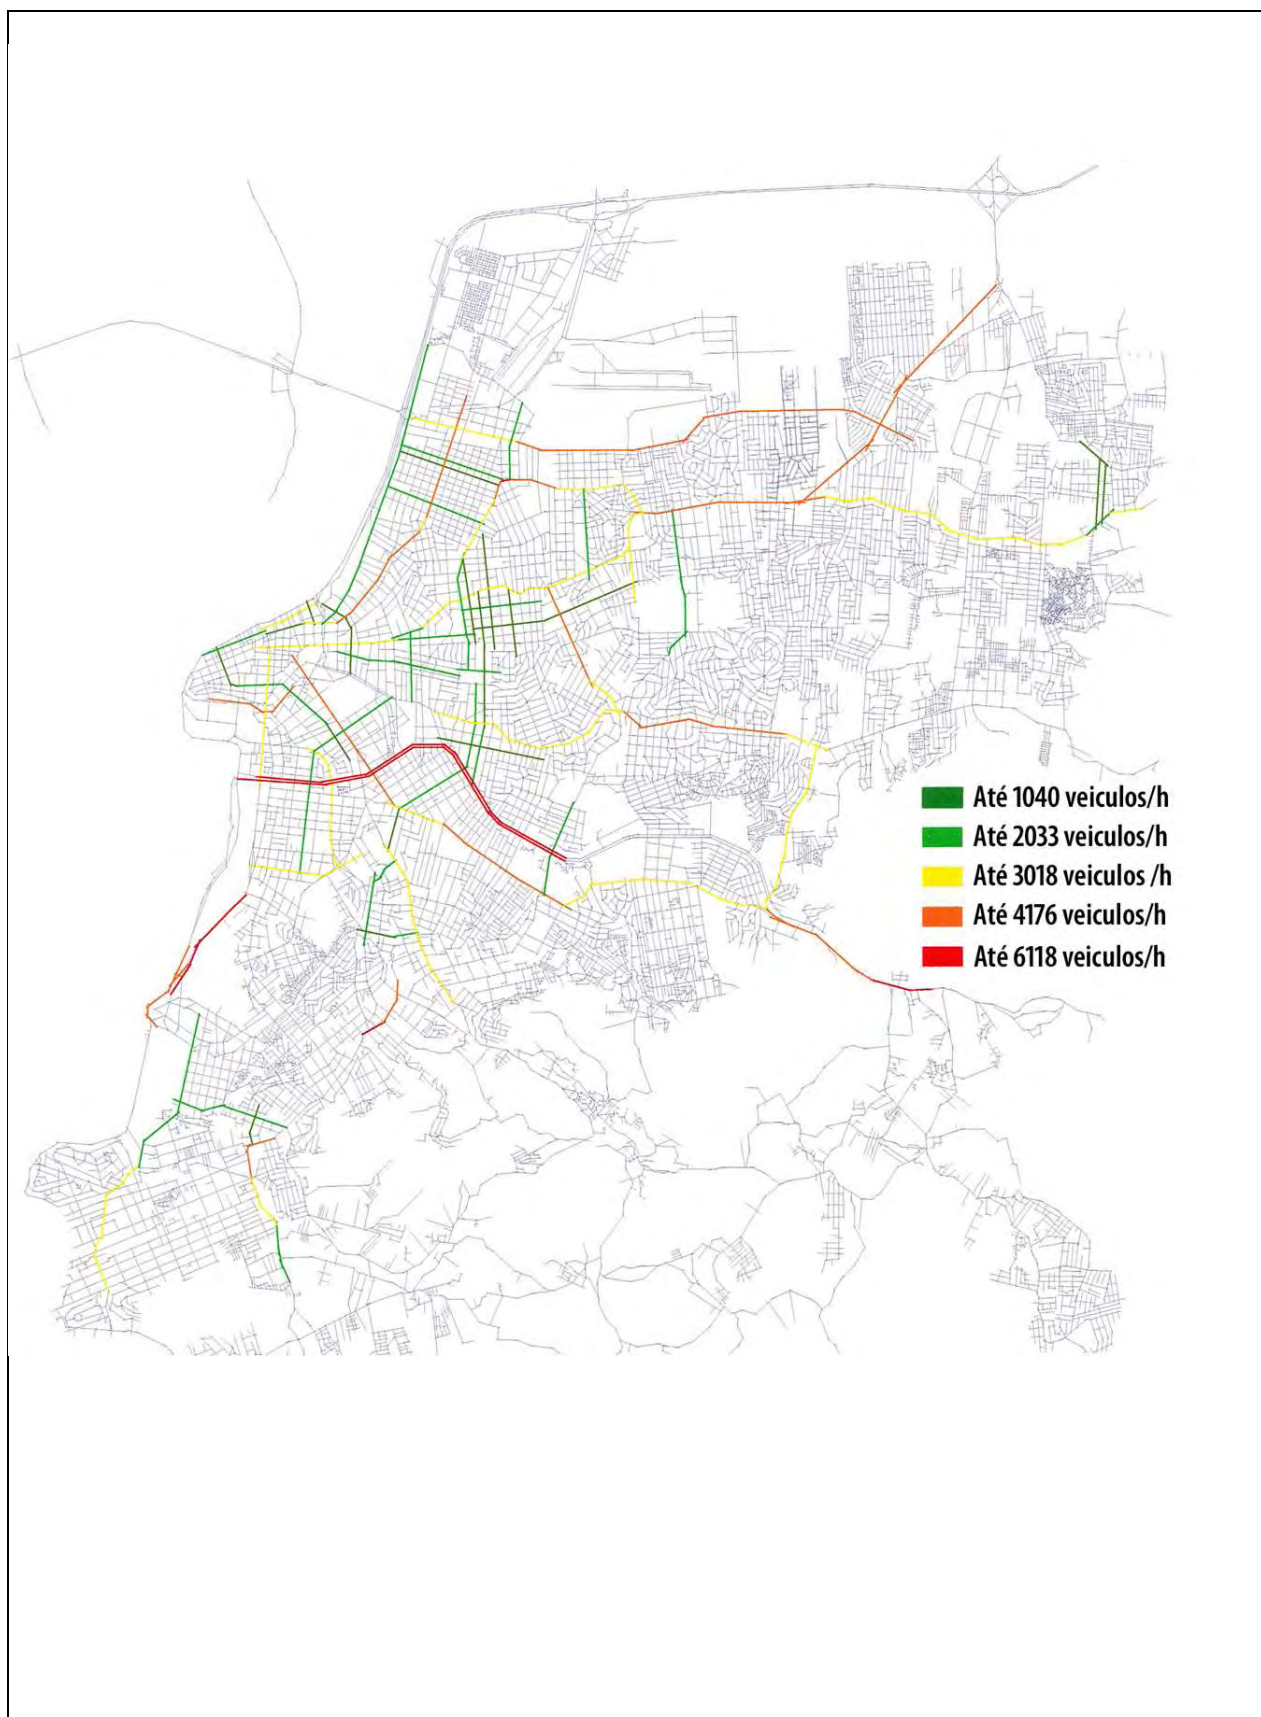 Até 1040 veiculos/h
Até 2033 veiculos/h
Até 3018 veiculos /h
Até 4176 veiculos/h
Até 6118 veiculos/h